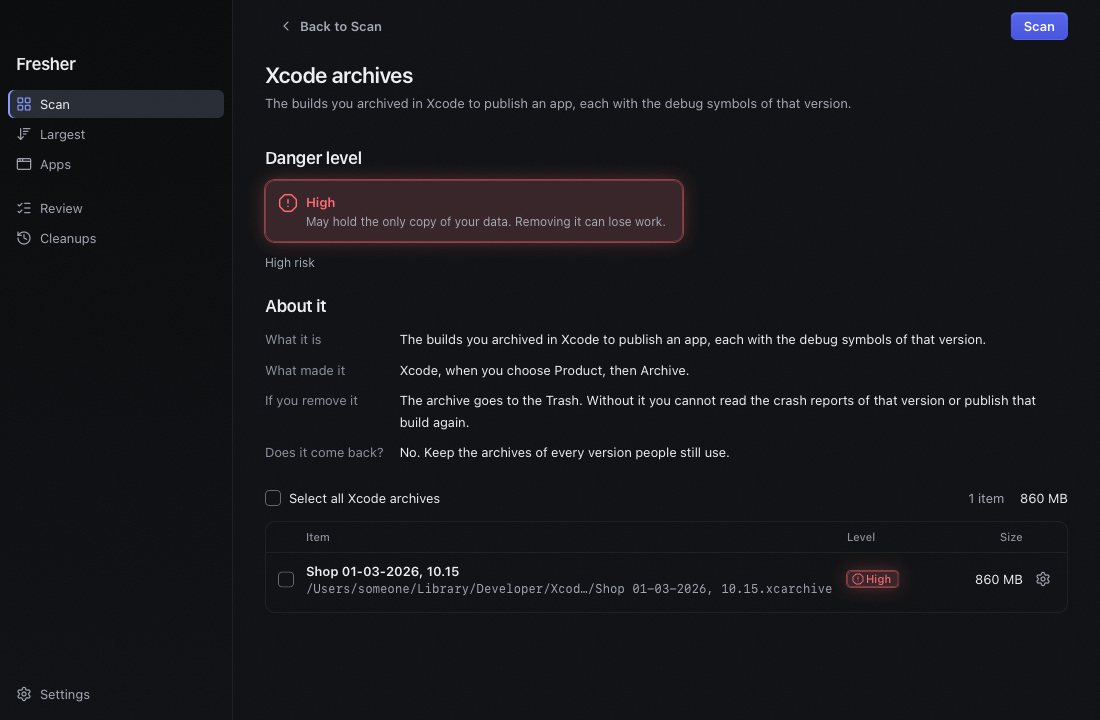 Back to Scan
Scan
Fresher
Scan
Largest
Apps
Review
Cleanups
Settings
Xcode archives
The builds you archived in Xcode to publish an app, each with the debug symbols of that version.
Danger level
High
May hold the only copy of your data. Removing it can lose work.
High risk
About it
What it is
The builds you archived in Xcode to publish an app, each with the debug symbols of that version.
What made it
Xcode, when you choose Product, then Archive.
If you remove it
The archive goes to the Trash. Without it you cannot read the crash reports of that version or publish that
build again.
Does it come back?
No. Keep the archives of every version people still use.
Select all Xcode archives
1 item
860 MB
Item
Level
Size
Shop 01-03-2026, 10.15
/Users/someone/Library/Developer/Xcod…/Shop 01-03-2026, 10.15.xcarchive
High
860 MB